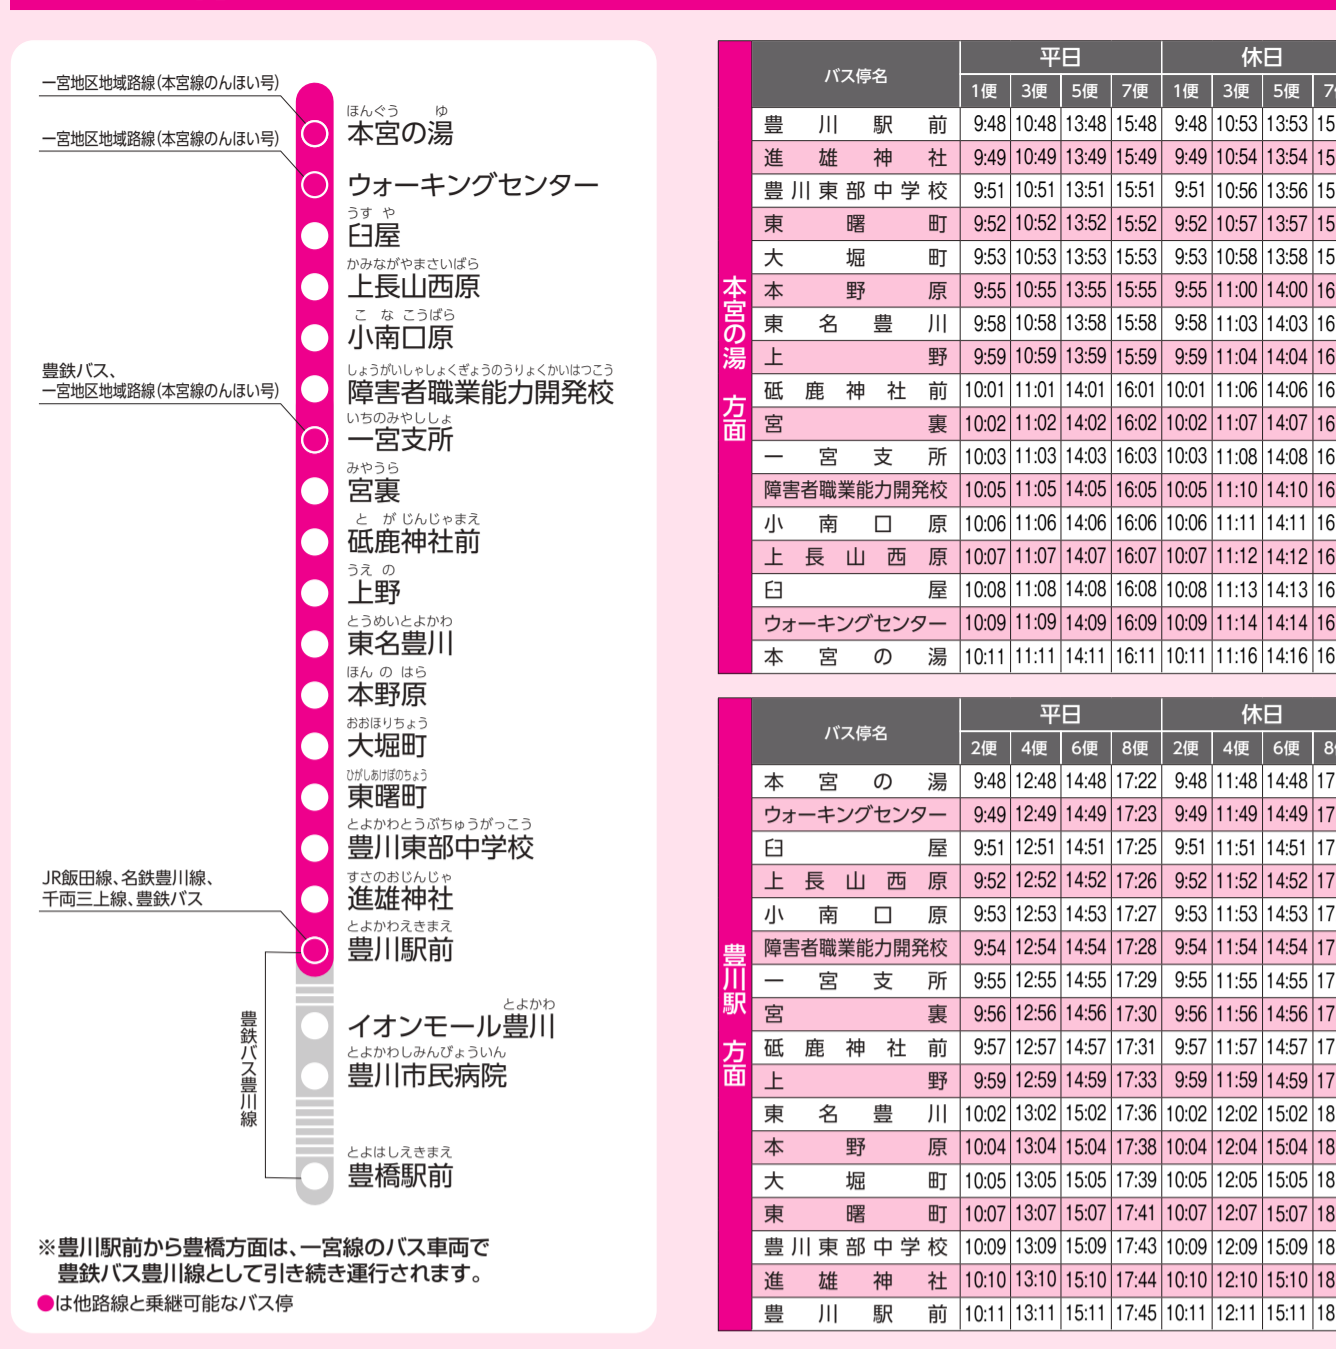 一宮地区地域路線(本宮線のんほい号)
一宮地区地域路線(本宮線のんほい号)
豊鉄バス、
一宮地区地域路線(本宮線のんほい号)
JR飯田線、名鉄豊川線、
千両三上線、豊鉄バス
豊鉄バス豊川線
ほんぐう ゆ
本宮の湯
ウォーキングセンター
うす や
臼屋
かみながやまさいばら
上長山西原
こ な こうばら
小南口原
しょうがいしゃしょくぎょうのうりょくかいはつこう
障害者職業能力開発校
いちのみやししょ
一宮支所
みやうら
宮裏
と が じんじゃまえ
砥鹿神社前
うえ の
上野
とうめいとよかわ
東名豊川
ほん の はら
本野原
おおほりちょう
大堀町
ひがしあけぼのちょう
東曙町
とよかわとうぶちゅうがっこう
豊川東部中学校
すさのおじんじゃ
進雄神社
とよかわえきまえ
豊川駅前
とよかわ
イオンモール豊川
とよかわしみんびょういん
豊川市民病院
とよはしえきまえ
豊橋駅前
※豊川駅前から豊橋方面は、一宮線のバス車両で
豊鉄バス豊川線として引き続き運行されます。
●は他路線と乗継可能なバス停
本宮の湯 方面
バス停名 平日 休日
1便 3便 5便 7便 1便 3便 5便 7
豊川駅前 9:48 10:48 13:48 15:48 9:48 10:53 13:53 15
進雄神社 9:49 10:49 13:49 15:49 9:49 10:54 13:54 15
豊川東部中学校 9:51 10:51 13:51 15:51 9:51 10:56 13:56 15
東曙町 9:52 10:52 13:52 15:52 9:52 10:57 13:57 15
大堀町 9:53 10:53 13:53 15:53 9:53 10:58 13:58 15
本野原 9:55 10:55 13:55 15:55 9:55 11:00 14:00 16
東名豊川 9:58 10:58 13:58 15:58 9:58 11:03 14:03 16
上野 9:59 10:59 13:59 15:59 9:59 11:04 14:04 16
砥鹿神社前 10:01 11:01 14:01 16:01 10:01 11:06 14:06 16
宮裏 10:02 11:02 14:02 16:02 10:02 11:07 14:07 16
一宮支所 10:03 11:03 14:03 16:03 10:03 11:08 14:08 16
障害者職業能力開発校 10:05 11:05 14:05 16:05 10:05 11:10 14:10 16
小南口原 10:06 11:06 14:06 16:06 10:06 11:11 14:11 16
上長山西原 10:07 11:07 14:07 16:07 10:07 11:12 14:12 16
臼屋 10:08 11:08 14:08 16:08 10:08 11:13 14:13 16
ウォーキングセンター 10:09 11:09 14:09 16:09 10:09 11:14 14:14 16
本宮の湯 10:11 11:11 14:11 16:11 10:11 11:16 14:16 16
豊川駅 方面
バス停名 平日 休日
2便 4便 6便 8便 2便 4便 6便 8
本宮の湯 9:48 12:48 14:48 17:22 9:48 11:48 14:48 17
ウォーキングセンター 9:49 12:49 14:49 17:23 9:49 11:49 14:49 17
臼屋 9:51 12:51 14:51 17:25 9:51 11:51 14:51 17
上長山西原 9:52 12:52 14:52 17:26 9:52 11:52 14:52 17
小南口原 9:53 12:53 14:53 17:27 9:53 11:53 14:53 17
障害者職業能力開発校 9:54 12:54 14:54 17:28 9:54 11:54 14:54 17
一宮支所 9:55 12:55 14:55 17:29 9:55 11:55 14:55 17
宮裏 9:56 12:56 14:56 17:30 9:56 11:56 14:56 17
砥鹿神社前 9:57 12:57 14:57 17:31 9:57 11:57 14:57 17
上野 9:59 12:59 14:59 17:33 9:59 11:59 14:59 17
東名豊川 10:02 13:02 15:02 17:36 10:02 12:02 15:02 18
本野原 10:04 13:04 15:04 17:38 10:04 12:04 15:04 18
大堀町 10:05 13:05 15:05 17:39 10:05 12:05 15:05 18
東曙町 10:07 13:07 15:07 17:41 10:07 12:07 15:07 18
豊川東部中学校 10:09 13:09 15:09 17:43 10:09 12:09 15:09 18
進雄神社 10:10 13:10 15:10 17:44 10:10 12:10 15:10 18
豊川駅前 10:11 13:11 15:11 17:45 10:11 12:11 15:11 18